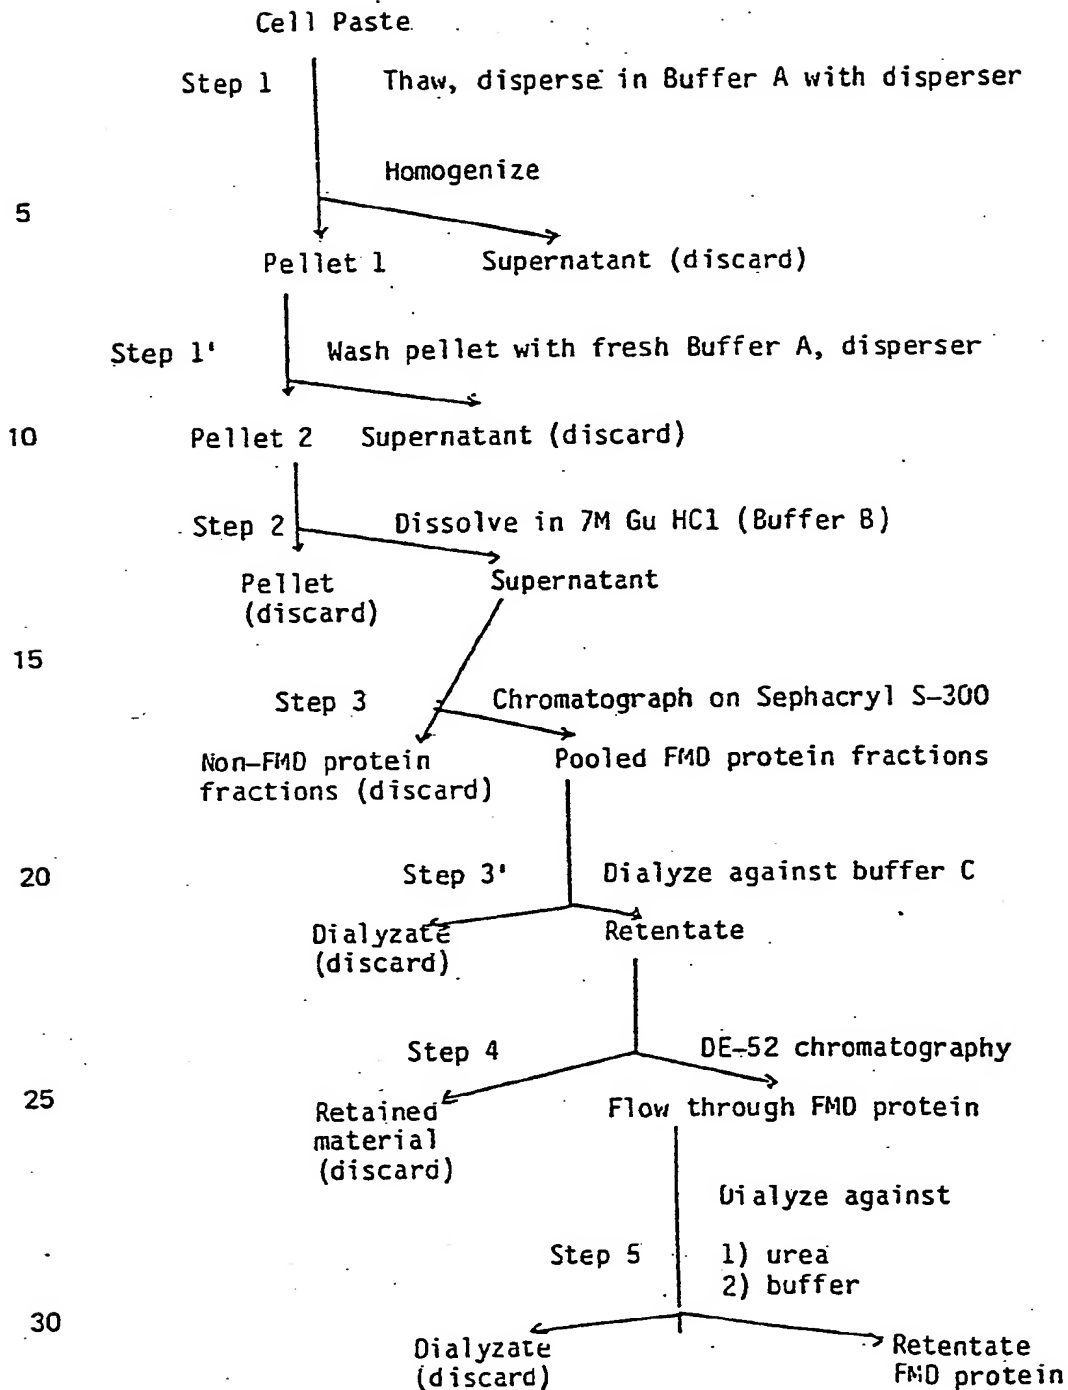 Cell Paste
Step 1 Thaw, disperse in Buffer A with disperser
Homogenize
5
Pellet 1 Supernatant (discard)
Step 1' Wash pellet with fresh Buffer A, disperser
10 Pellet 2 Supernatant (discard)
Step 2 Dissolve in 7M Gu HCl (Buffer B)
Pellet Supernatant
(discard)
15
Step 3 Chromatograph on Sephacryl S-300
Non-FMD protein Pooled FMD protein fractions
fractions (discard)
20 Step 3' Dialyze against buffer C
Dialyzate Retentate
(discard)
Step 4 DE-52 chromatography
25 Retained Flow through FMD protein
material
(discard)
Dialyze against
Step 5 1) urea
2) buffer
30
Dialyzate Retentate
(discard) FMD protein